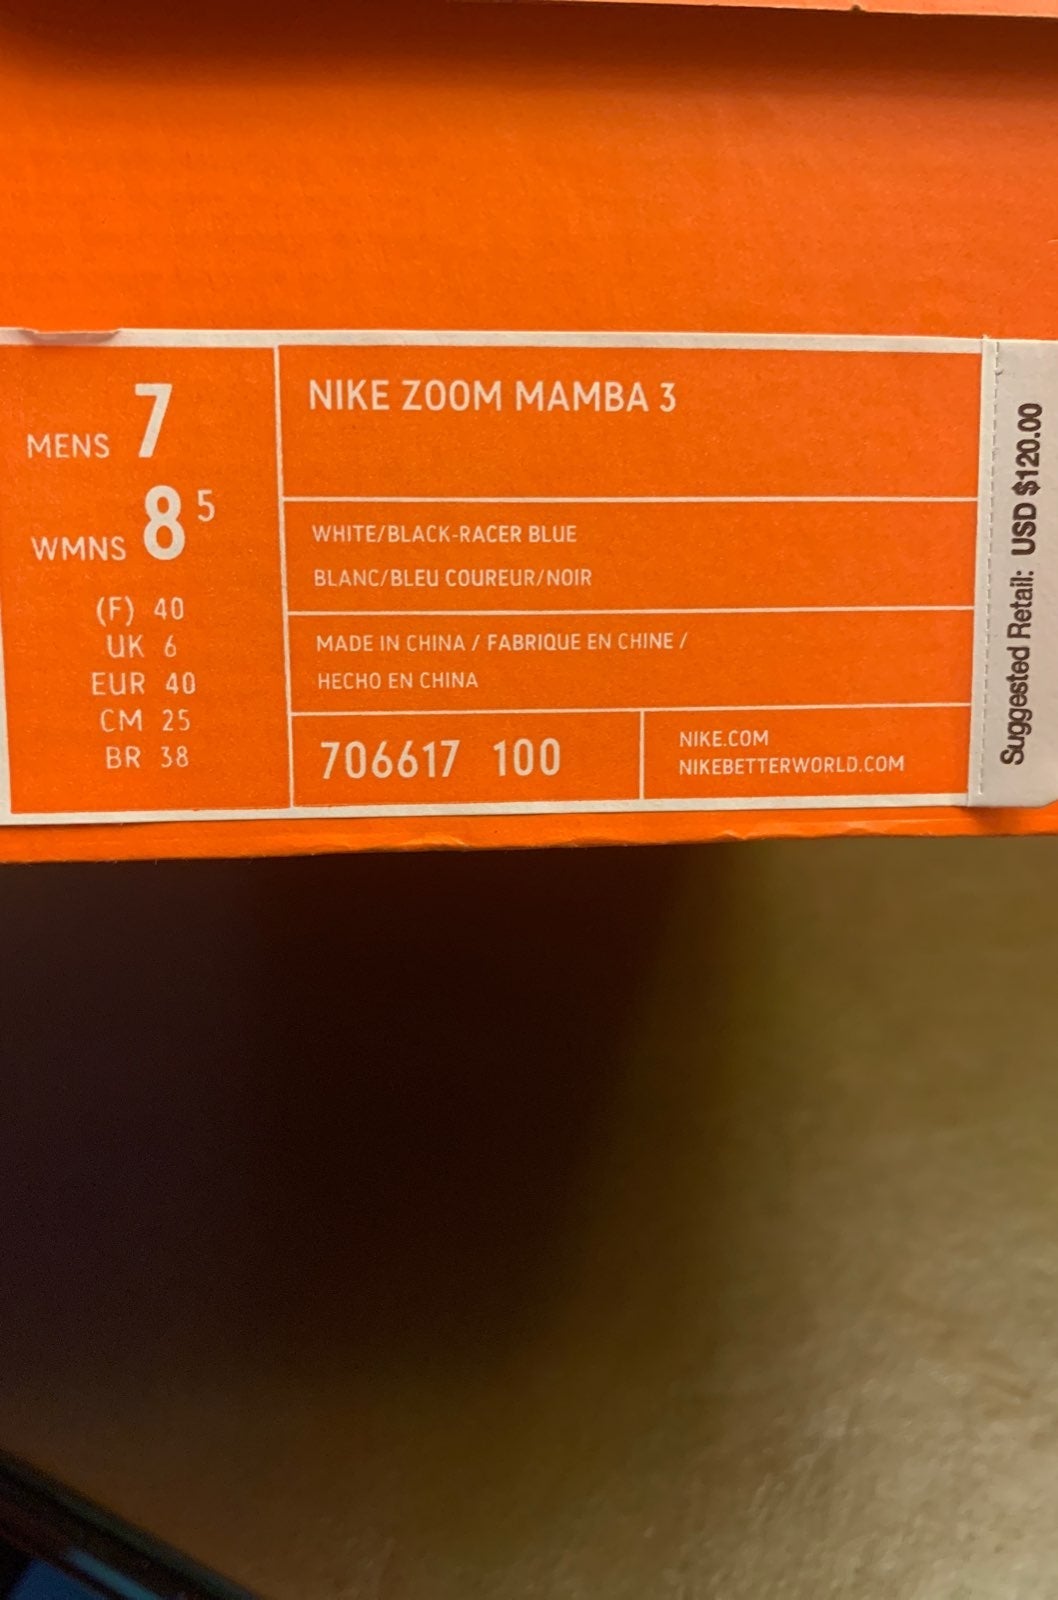 MENS 7
WMNS 8 5
(F) 40
UK 6
EUR 40
CM 25
BR 38
NIKE ZOOM MAMBA 3
WHITE/BLACK-RACER BLUE
BLANC/BLEU COUREUR/NOIR
MADE IN CHINA / FABRIQUE EN CHINE /
HECHO EN CHINA
706617 100
NIKE.COM
NIKEBETTERWORLD.COM
Suggested Retail: USD $120.00